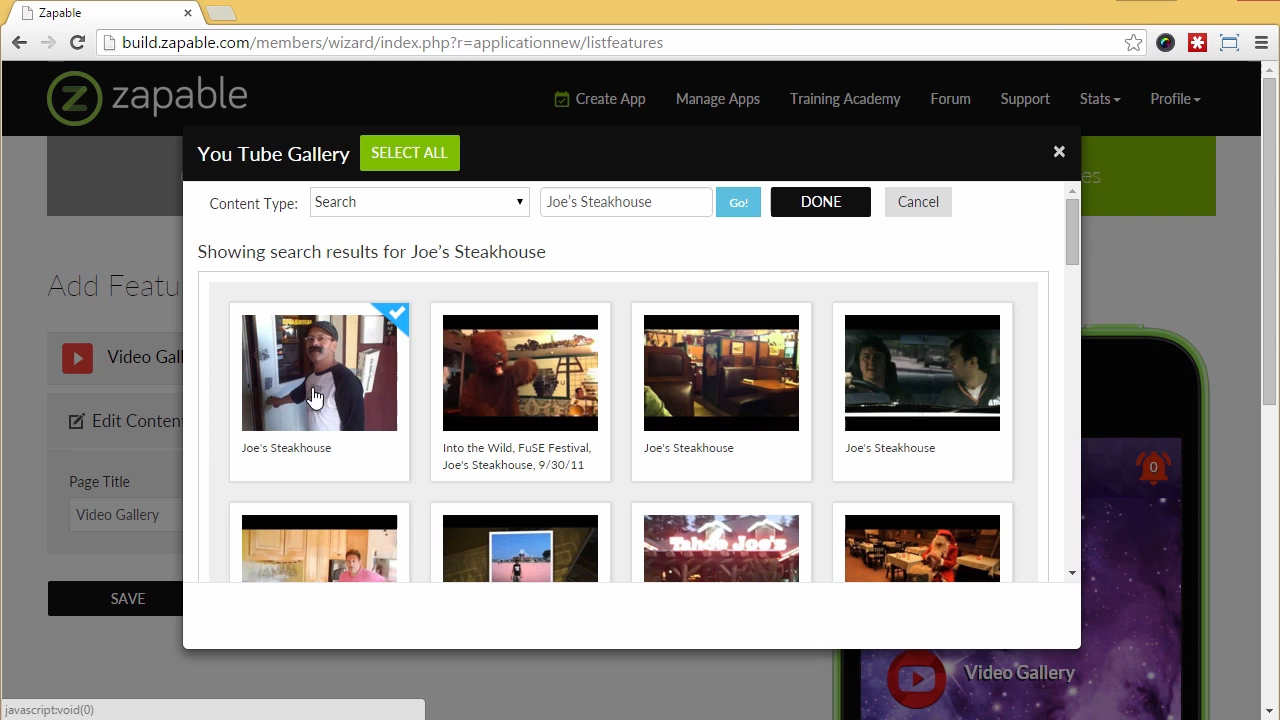 Zapable
build.zapable.com/members/wizard/index.php?r=applicationnew/listfeatures
zapable
Create App
Manage Apps
Training Academy
Forum
Support
Stats
Profile
You Tube Gallery
SELECT ALL
×
es
Content Type:
Search
Joe's Steakhouse
Go!
DONE
Cancel
Showing search results for Joe's Steakhouse
Add Featu
Video Gall
Edit Conten
Page Title
Video Gallery
SAVE
Joe's Steakhouse
Into the Wild, FuSE Festival,
Joe's Steakhouse, 9/30/11
Joe's Steakhouse
Joe's Steakhouse
Tahoe Joe's
0
Video Gallery
javascript:void(0)